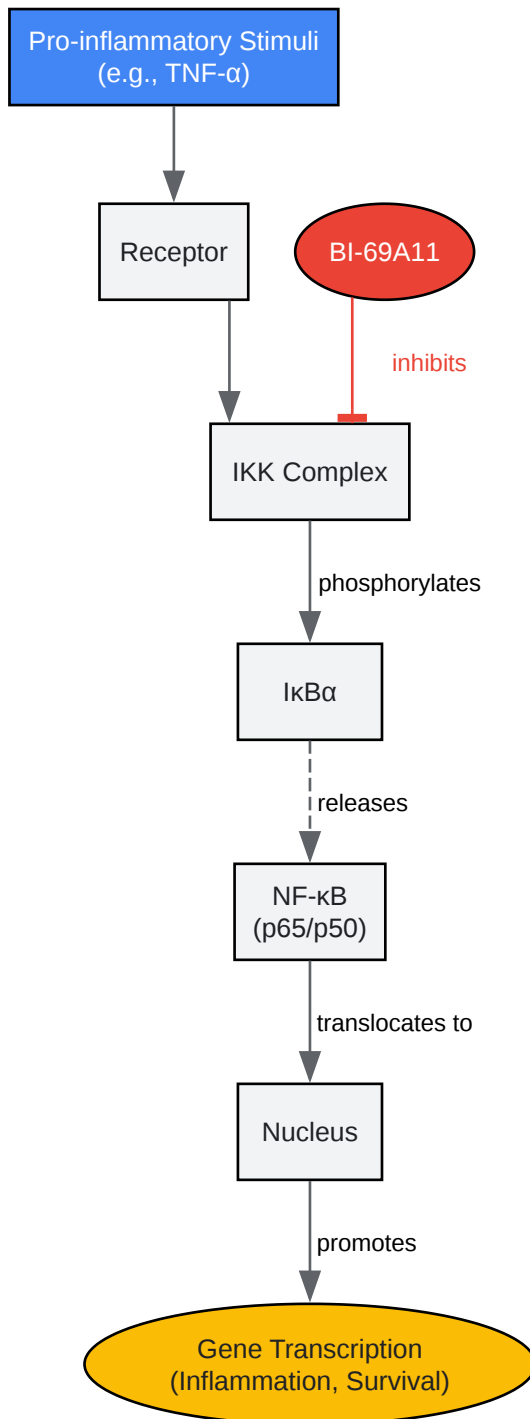 Pro-inflammatory Stimuli
(e.g., TNF-α)
Receptor
BI-69A11
inhibits
IKK Complex
phosphorylates
IκBα
releases
NF-κB
(p65/p50)
translocates to
Nucleus
promotes
Gene Transcription
(Inflammation, Survival)